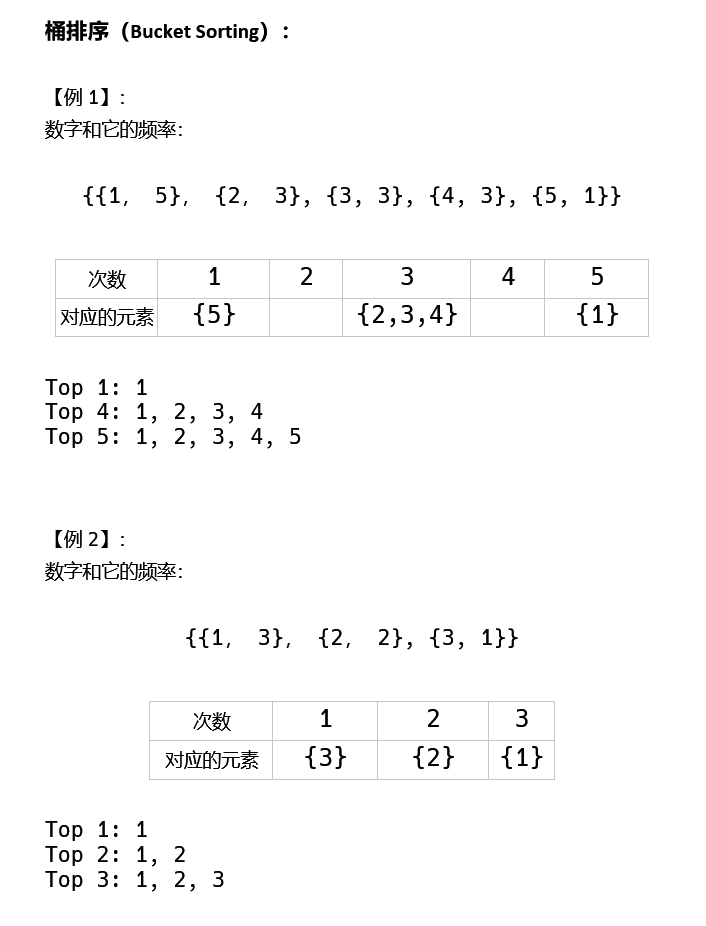 桶排序（Bucket Sorting）:
【例 1】:
数字和它的频率:
{{1, 5}, {2, 3}, {3, 3}, {4, 3}, {5, 1}}
次数 1 2 3 4 5
对应的元素 {5} {2,3,4} {1}
Top 1: 1
Top 4: 1, 2, 3, 4
Top 5: 1, 2, 3, 4, 5
【例 2】:
数字和它的频率:
{{1, 3}, {2, 2}, {3, 1}}
次数 1 2 3
对应的元素 {3} {2} {1}
Top 1: 1
Top 2: 1, 2
Top 3: 1, 2, 3